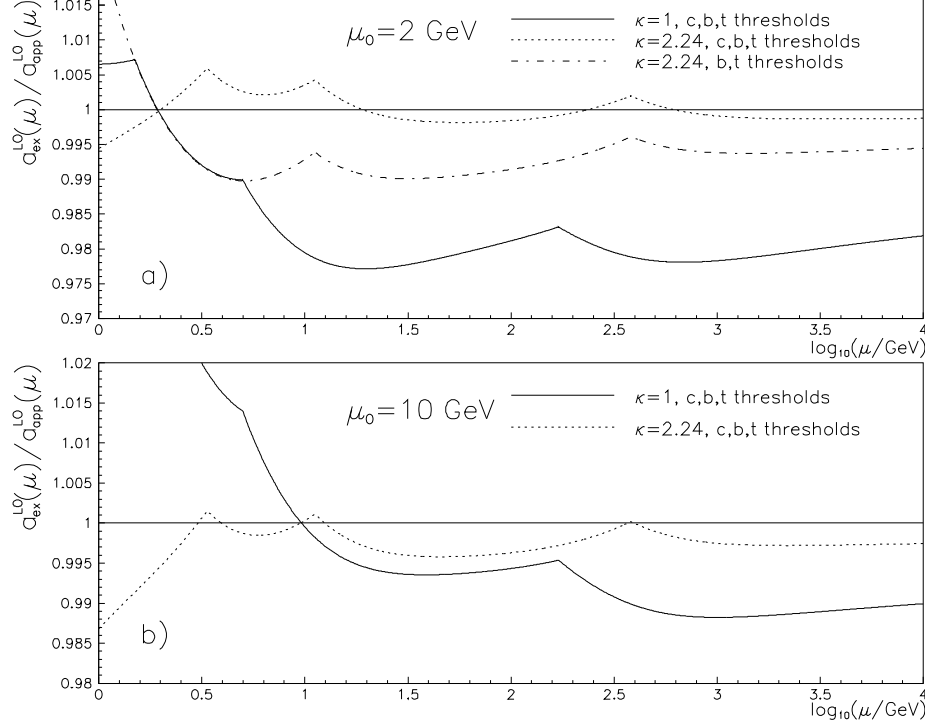 1.015
1.01
1.005
1
0.995
0.99
0.985
0.98
0.975
0.97
a_ex^LO(μ)/a_app^LO(μ)
μ₀=2 GeV
κ=1, c,b,t thresholds
κ=2.24, c,b,t thresholds
κ=2.24, b,t thresholds
a)
0 0.5 1 1.5 2 2.5 3 3.5 4
log₁₀(μ/GeV)
1.02
1.015
1.01
1.005
1
0.995
0.99
0.985
0.98
a_ex^LO(μ)/a_app^LO(μ)
μ₀=10 GeV
κ=1, c,b,t thresholds
κ=2.24, c,b,t thresholds
b)
0 0.5 1 1.5 2 2.5 3 3.5 4
log₁₀(μ/GeV)